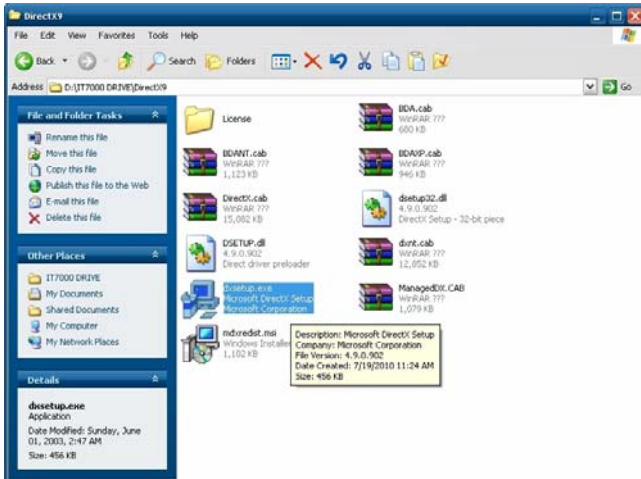 DirectX9
File Edit View Favorites Tools Help
Back Search Folders
Address D:\IT7000 DRIVE\DirectX9 Go
File and Folder Tasks
Rename this file
Move this file
Copy this file
Publish this file to the Web
E-mail this file
Delete this file
Other Places
IT7000 DRIVE
My Documents
Shared Documents
My Computer
My Network Places
Details
dxsetup.exe
Application
Date Modified: Sunday, June
01, 2003, 2:47 AM
Size: 456 KB
License
BDA.cab
WinRAR ???
680 KB
BDANT.cab
WinRAR ???
1,123 KB
BDAXP.cab
WinRAR ???
946 KB
DirectX.cab
WinRAR ???
15,082 KB
dsetup32.dll
4.9.0.902
DirectX Setup - 32-bit piece
DSETUP.dll
4.9.0.902
Direct driver preloader
dxnt.cab
WinRAR ???
12,852 KB
dxsetup.exe
Microsoft DirectX Setup
Microsoft Corporation
ManagedDX.CAB
WinRAR ???
1,079 KB
mdxredist.msi
Windows Installer
1,102 KB
Description: Microsoft DirectX Setup
Company: Microsoft Corporation
File Version: 4.9.0.902
Date Created: 7/19/2010 11:24 AM
Size: 456 KB